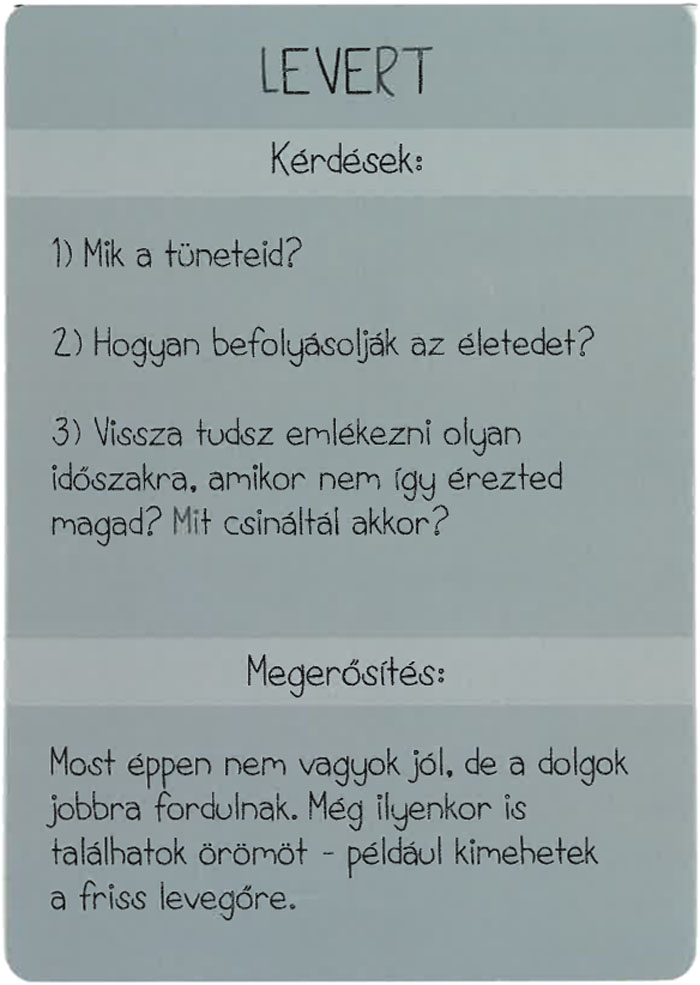 LEVERT
Kérdések:
1) Mik a tüneteid?
2) Hogyan befolyásolják az életedet?
3) Vissza tudsz emlékezni olyan
időszakra, amikor nem így érezted
magad? Mit csináltál akkor?
Megerősítés:
Most éppen nem vagyok jól, de a dolgok
jobbra fordulnak. Még ilyenkor is
találhatok örömöt - például kimehetek
a friss levegőre.